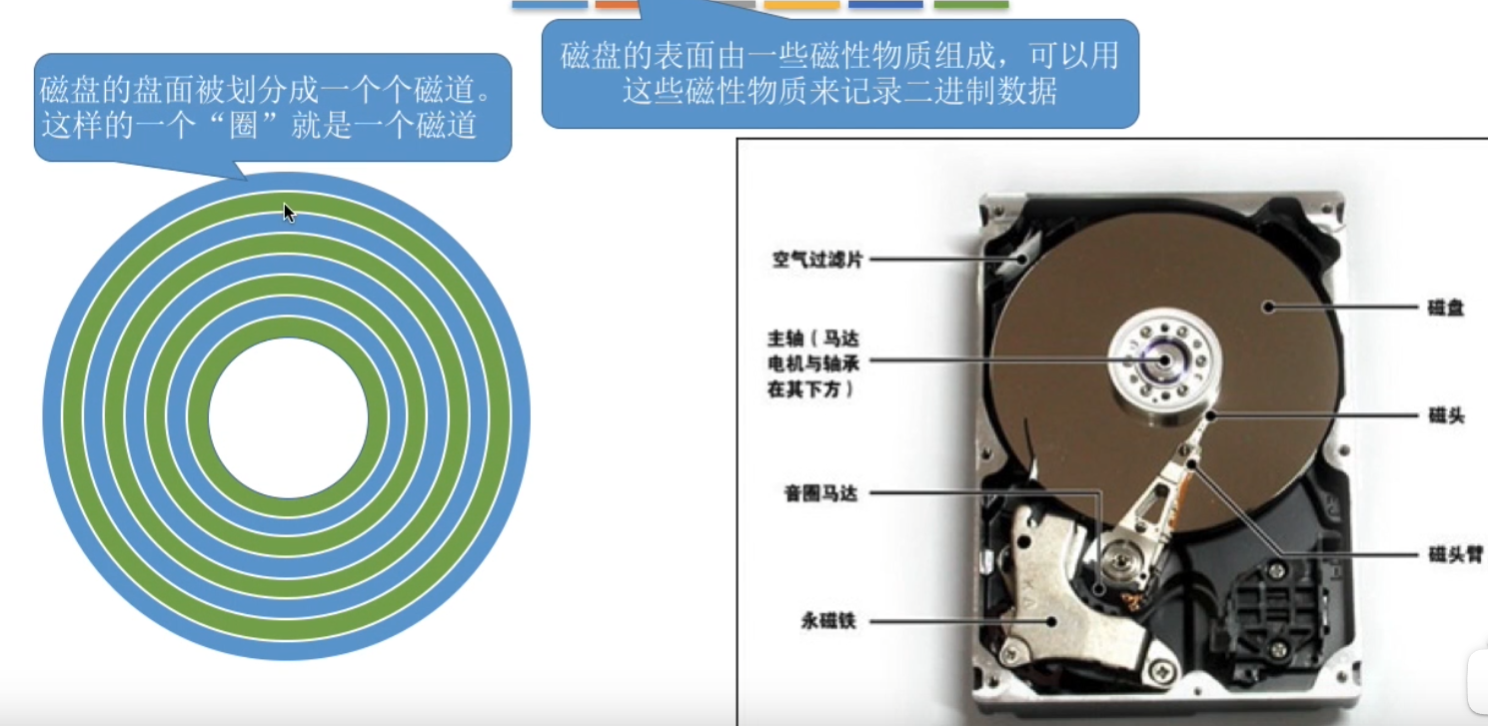 磁盘的表面由一些磁性物质组成，可以用
这些磁性物质来记录二进制数据
磁盘的盘面被划分成一个个磁道。
这样的一个“圈”就是一个磁道
空气过滤片
主轴（马达
电机与轴承
在其下方）
音圈马达
永磁铁
磁盘
磁头
磁头臂